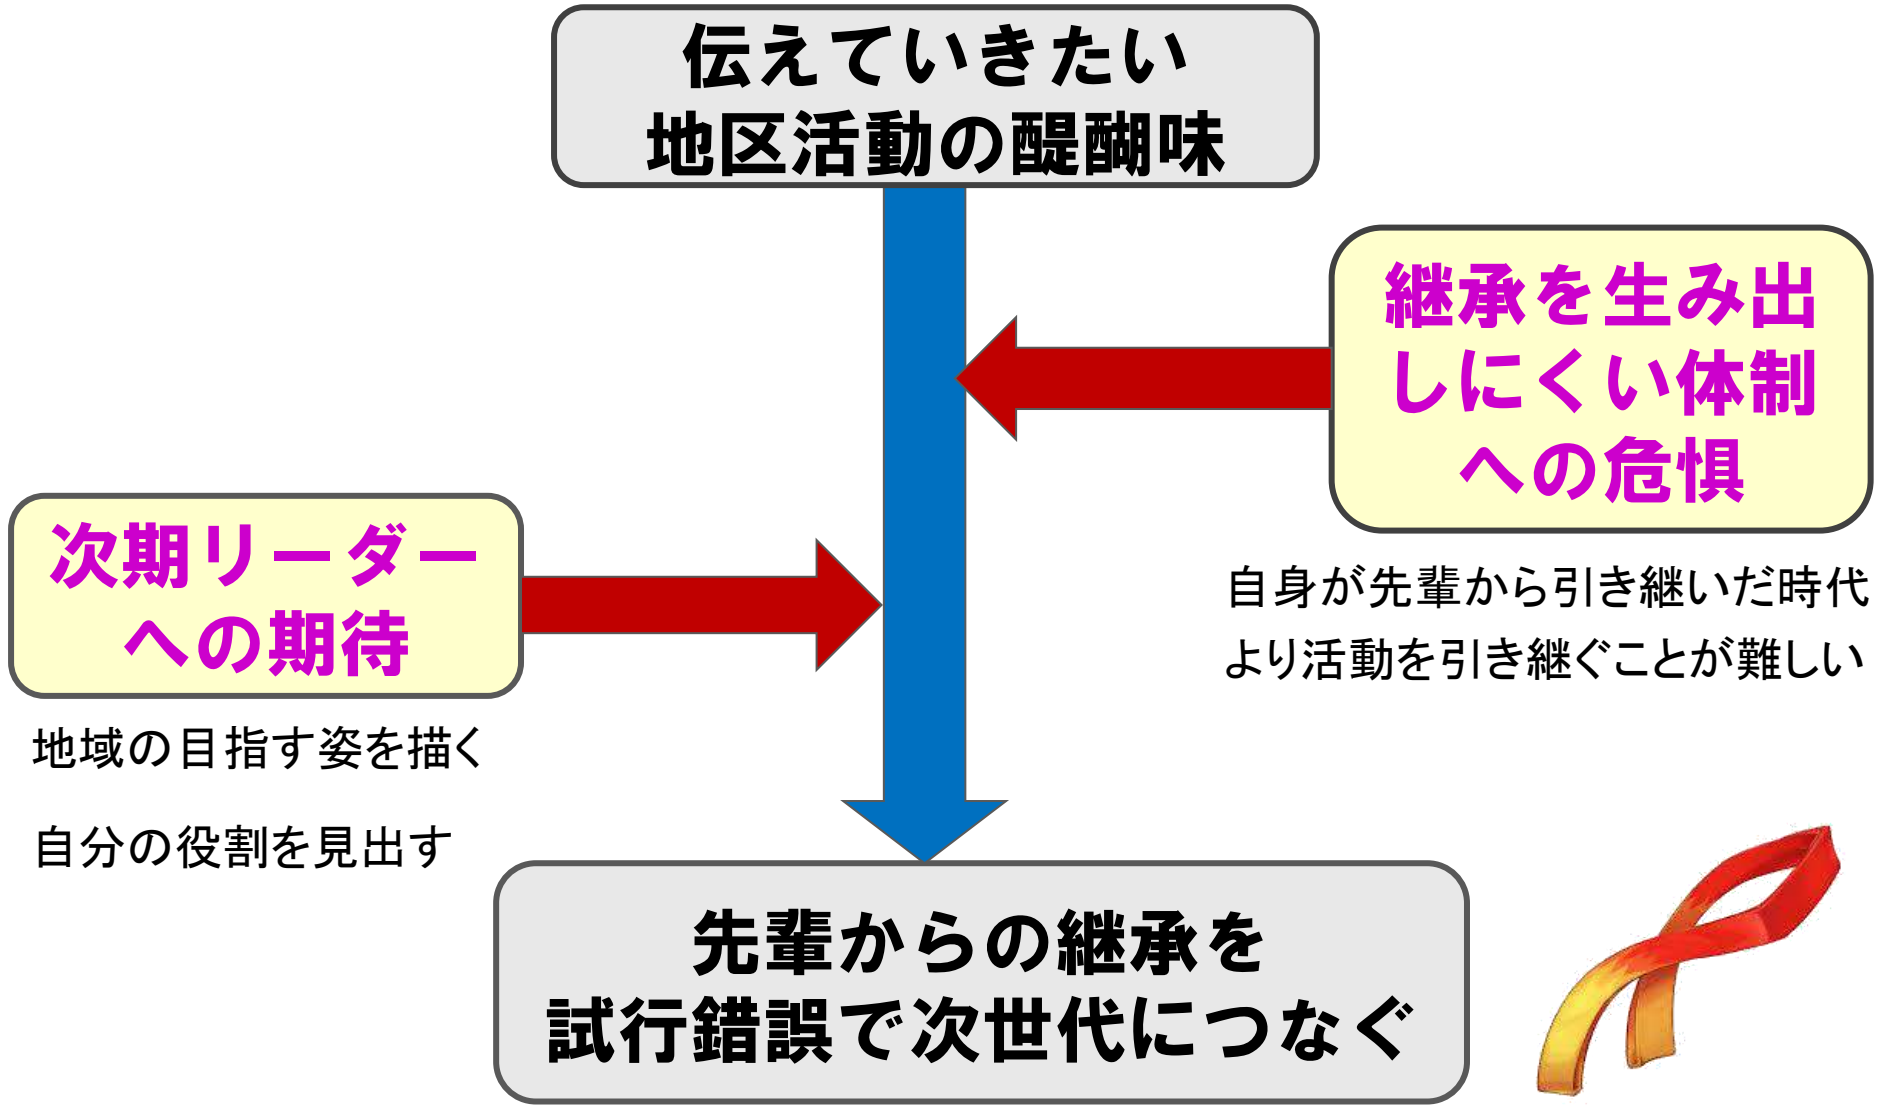 伝えていきたい
地区活動の醍醐味
継承を生み出
しにくい体制
への危惧
自身が先輩から引き継いだ時代
より活動を引き継ぐことが難しい
次期リーダー
への期待
地域の目指す姿を描く
自分の役割を見出す
先輩からの継承を
試行錯誤で次世代につなぐ